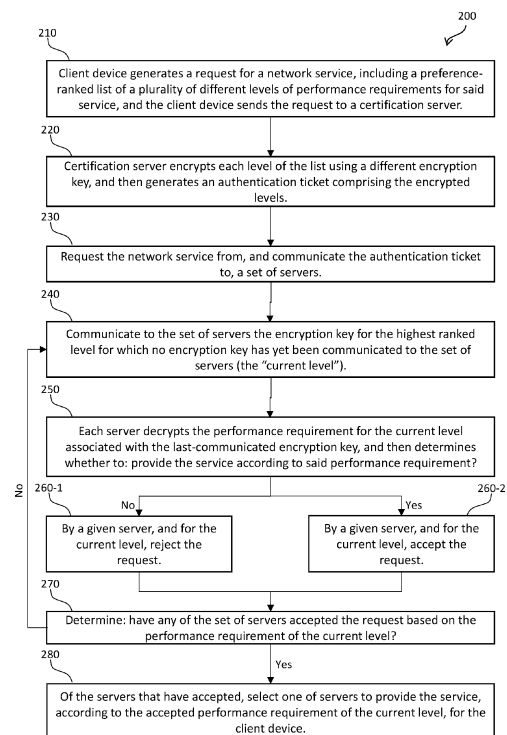 200
210
Client device generates a request for a network service, including a preference-
ranked list of a plurality of different levels of performance requirements for said
service, and the client device sends the request to a certification server.
220
Certification server encrypts each level of the list using a different encryption
key, and then generates an authentication ticket comprising the encrypted
levels.
230
Request the network service from, and communicate the authentication ticket
to, a set of servers.
240
Communicate to the set of servers the encryption key for the highest ranked
level for which no encryption key has yet been communicated to the set of
servers (the “current level”).
250
Each server decrypts the performance requirement for the current level
associated with the last-communicated encryption key, and then determines
whether to: provide the service according to said performance requirement?
No
260-1
No
Yes
260-2
By a given server, and for the
current level, reject the
request.
By a given server, and for the
current level, accept the
request.
270
Determine: have any of the set of servers accepted the request based on the
performance requirement of the current level?
Yes
280
Of the servers that have accepted, select one of servers to provide the service,
according to the accepted performance requirement of the current level, for the
client device.